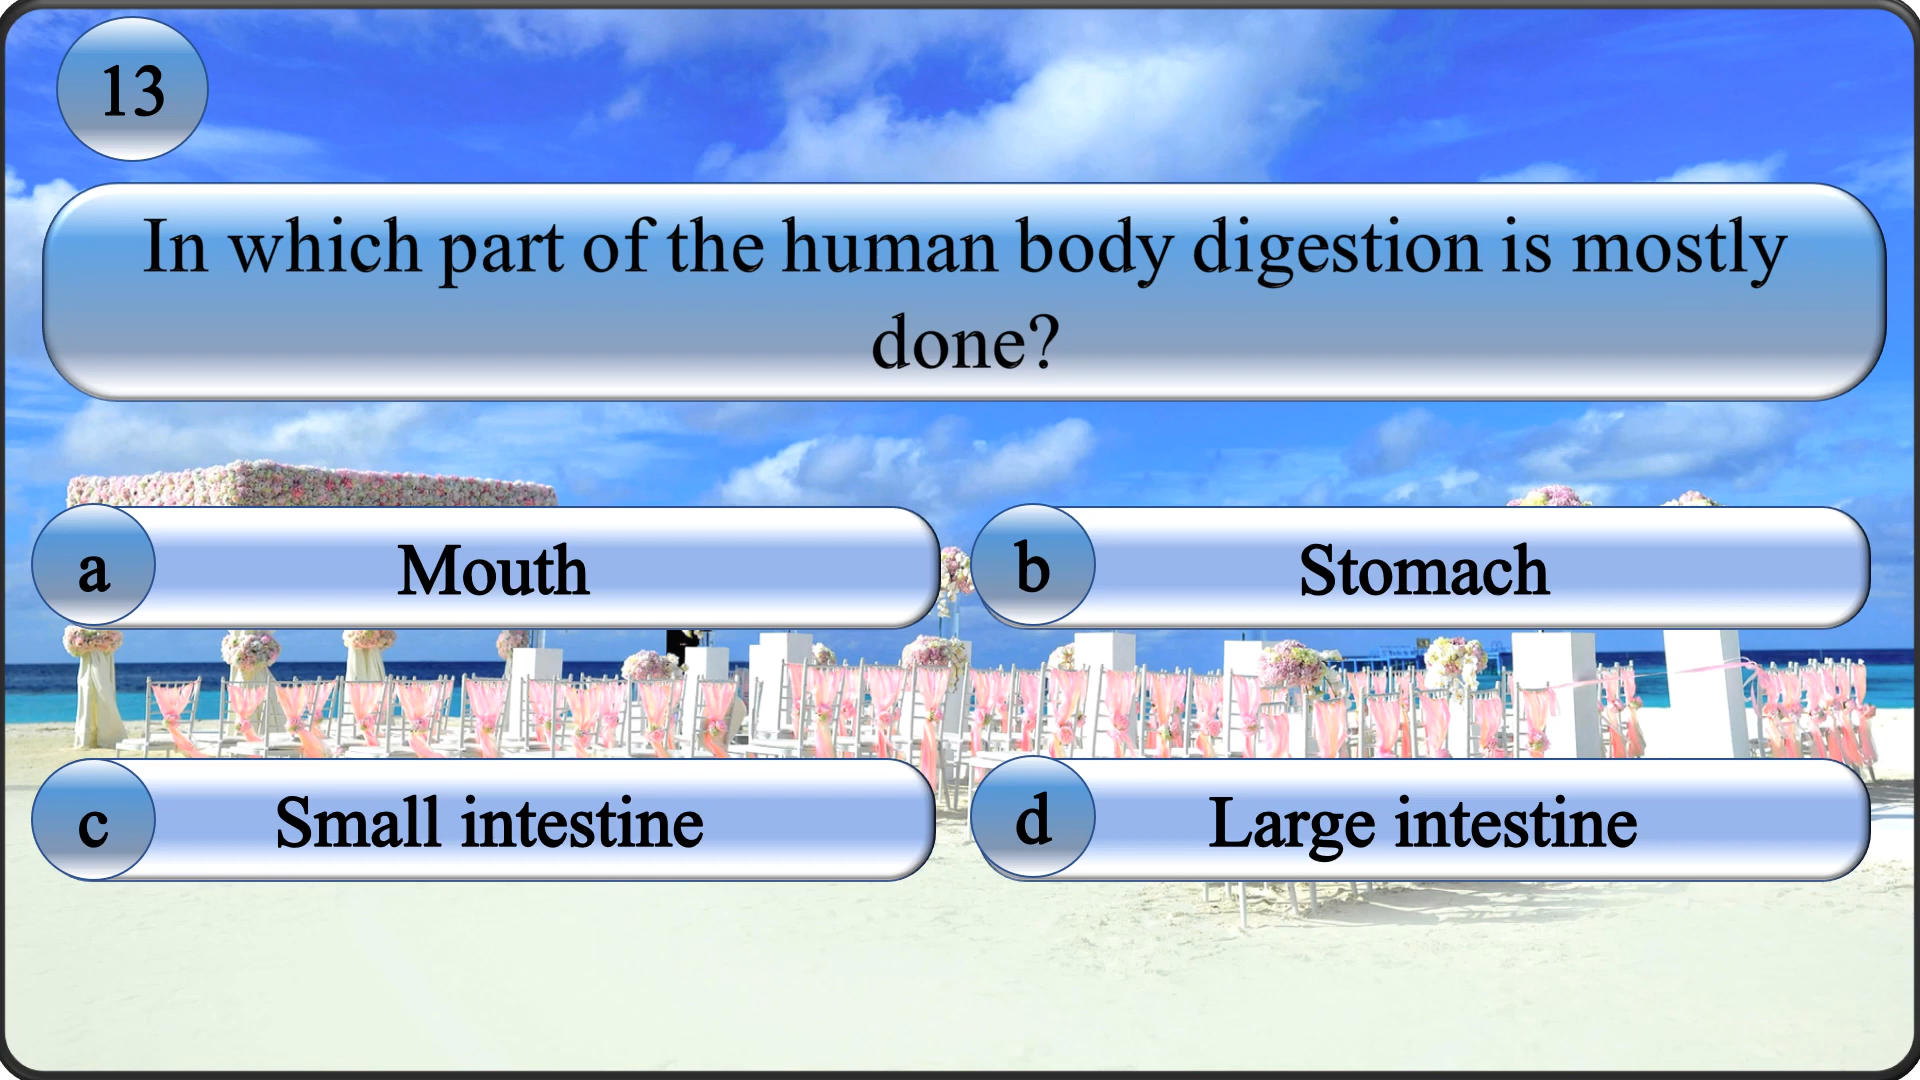 13
In which part of the human body digestion is mostly
done?
a Mouth
b Stomach
c Small intestine
d Large intestine